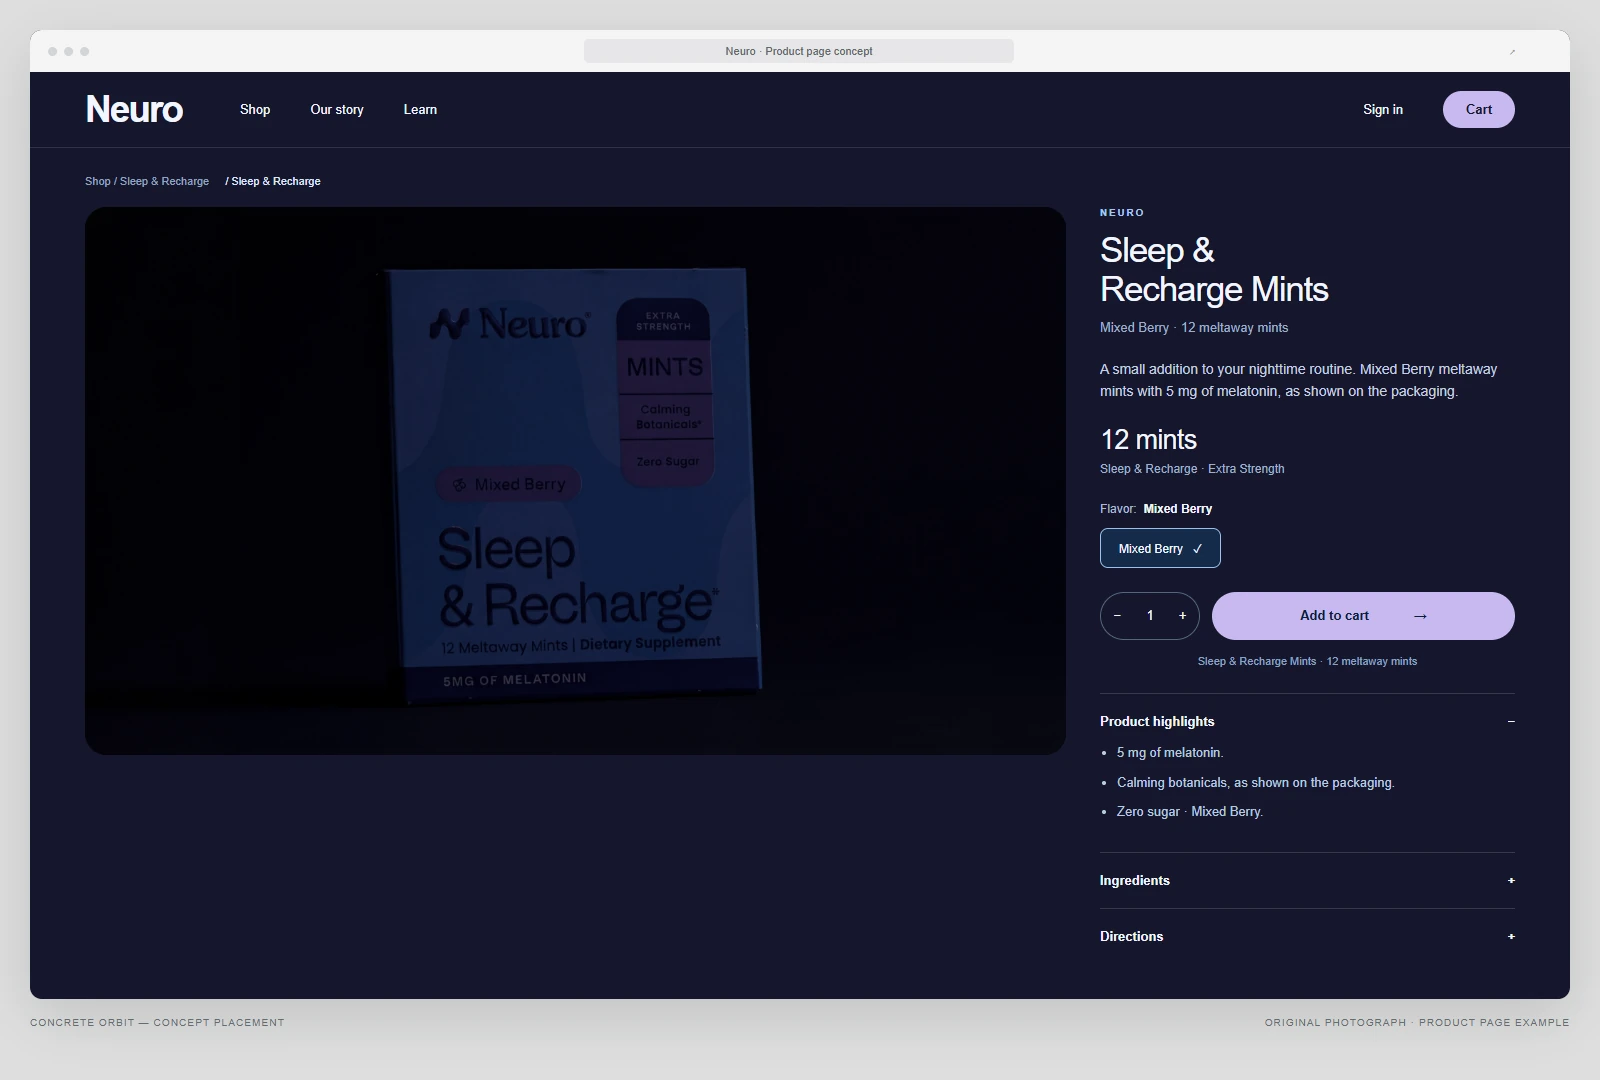 Neuro · Product page concept
Neuro
Shop
Our story
Learn
Sign in
Cart
Shop / Sleep & Recharge / Sleep & Recharge
Neuro®
EXTRA
STRENGTH
MINTS
Calming
Botanicals*
Zero Sugar
Mixed Berry
Sleep
& Recharge*
12 Meltaway Mints | Dietary Supplement
5MG OF MELATONIN
NEURO
Sleep &
Recharge Mints
Mixed Berry · 12 meltaway mints
A small addition to your nighttime routine. Mixed Berry meltaway
mints with 5 mg of melatonin, as shown on the packaging.
12 mints
Sleep & Recharge · Extra Strength
Flavor: Mixed Berry
Mixed Berry ✓
− 1 +
Add to cart →
Sleep & Recharge Mints · 12 meltaway mints
Product highlights −
• 5 mg of melatonin.
• Calming botanicals, as shown on the packaging.
• Zero sugar · Mixed Berry.
Ingredients +
Directions +
CONCRETE ORBIT — CONCEPT PLACEMENT
ORIGINAL PHOTOGRAPH · PRODUCT PAGE EXAMPLE